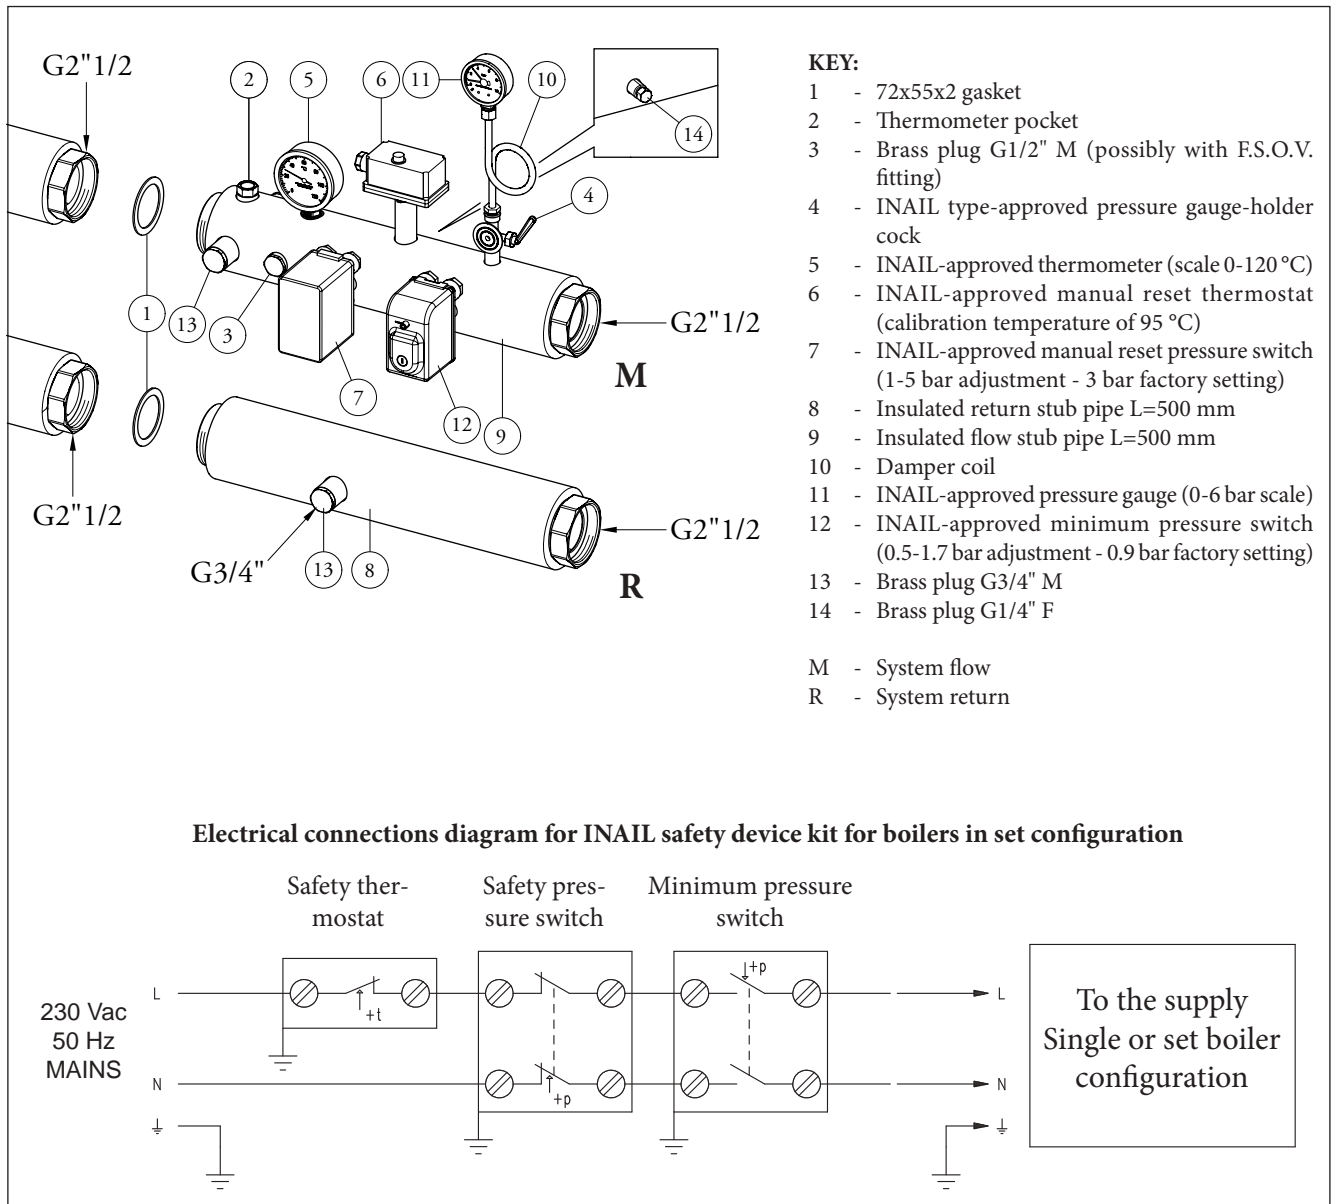 G2"1/2
2
5
6
11
10
14
4
1
13
3
G2"1/2
M
7
12
9
G2"1/2
G3/4"
13
8
G2"1/2
R
KEY:
1 - 72x55x2 gasket
2 - Thermometer pocket
3 - Brass plug G1/2" M (possibly with F.S.O.V.
fitting)
4 - INAIL type-approved pressure gauge-holder
cock
5 - INAIL-approved thermometer (scale 0-120 °C)
6 - INAIL-approved manual reset thermostat
(calibration temperature of 95 °C)
7 - INAIL-approved manual reset pressure switch
(1-5 bar adjustment - 3 bar factory setting)
8 - Insulated return stub pipe L=500 mm
9 - Insulated flow stub pipe L=500 mm
10 - Damper coil
11 - INAIL-approved pressure gauge (0-6 bar scale)
12 - INAIL-approved minimum pressure switch
(0.5-1.7 bar adjustment - 0.9 bar factory setting)
13 - Brass plug G3/4" M
14 - Brass plug G1/4" F
M - System flow
R - System return
Electrical connections diagram for INAIL safety device kit for boilers in set configuration
Safety ther-
mostat
Safety pres-
sure switch
Minimum pressure
switch
230 Vac
50 Hz
MAINS
L
N
+t
+p
+p
L
N
To the supply
Single or set boiler
configuration